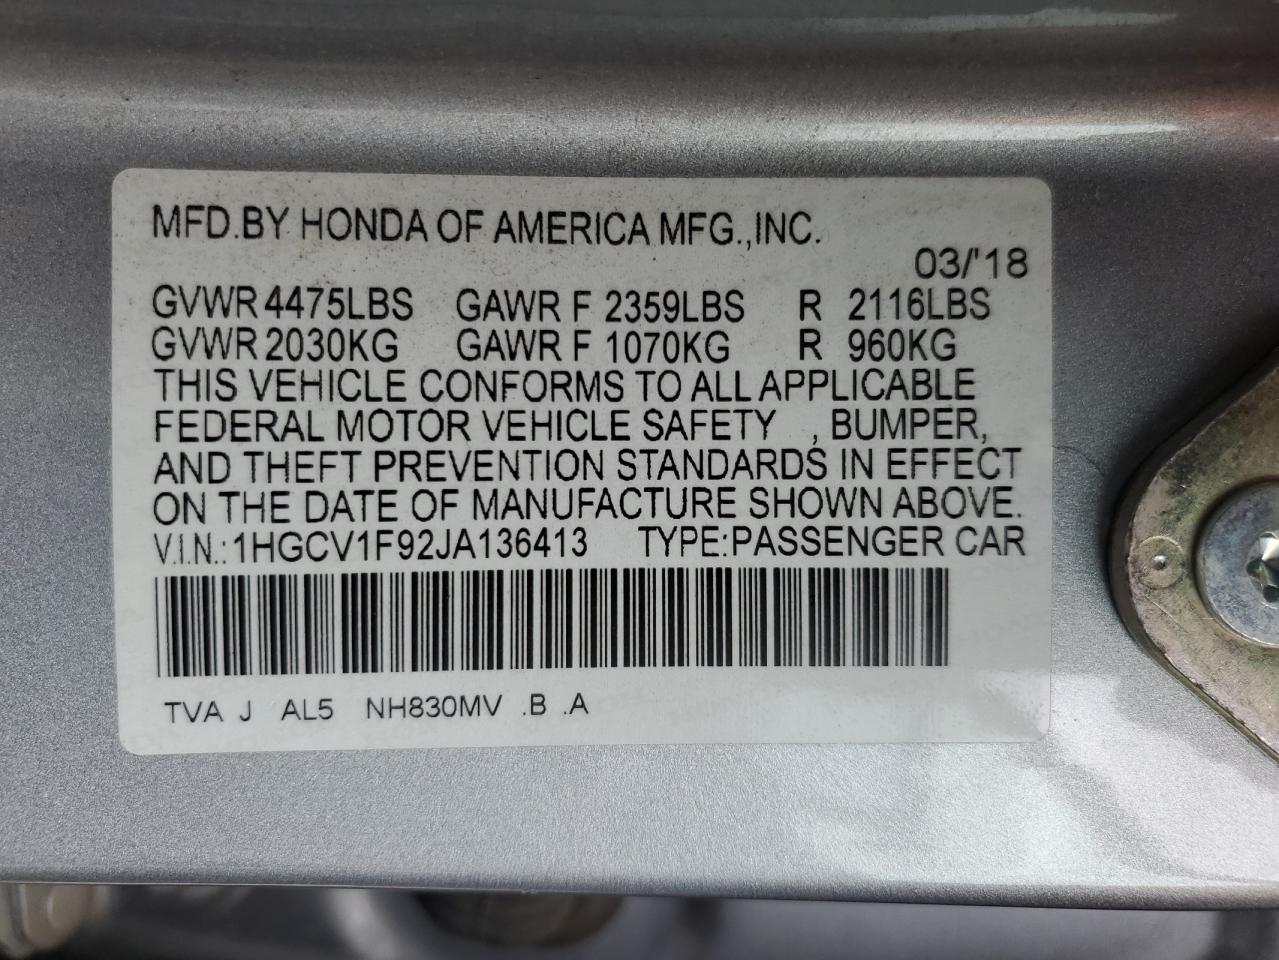 MFD.BY HONDA OF AMERICA MFG.,INC.
03/'18
GVWR 4475LBS GAWR F 2359LBS R 2116LBS
GVWR 2030KG GAWR F 1070KG R 960KG
THIS VEHICLE CONFORMS TO ALL APPLICABLE
FEDERAL MOTOR VEHICLE SAFETY , BUMPER,
AND THEFT PREVENTION STANDARDS IN EFFECT
ON THE DATE OF MANUFACTURE SHOWN ABOVE.
V.I.N.: 1HGCV1F92JA136413 TYPE:PASSENGER CAR
TVA J AL5 NH830MV .B .A